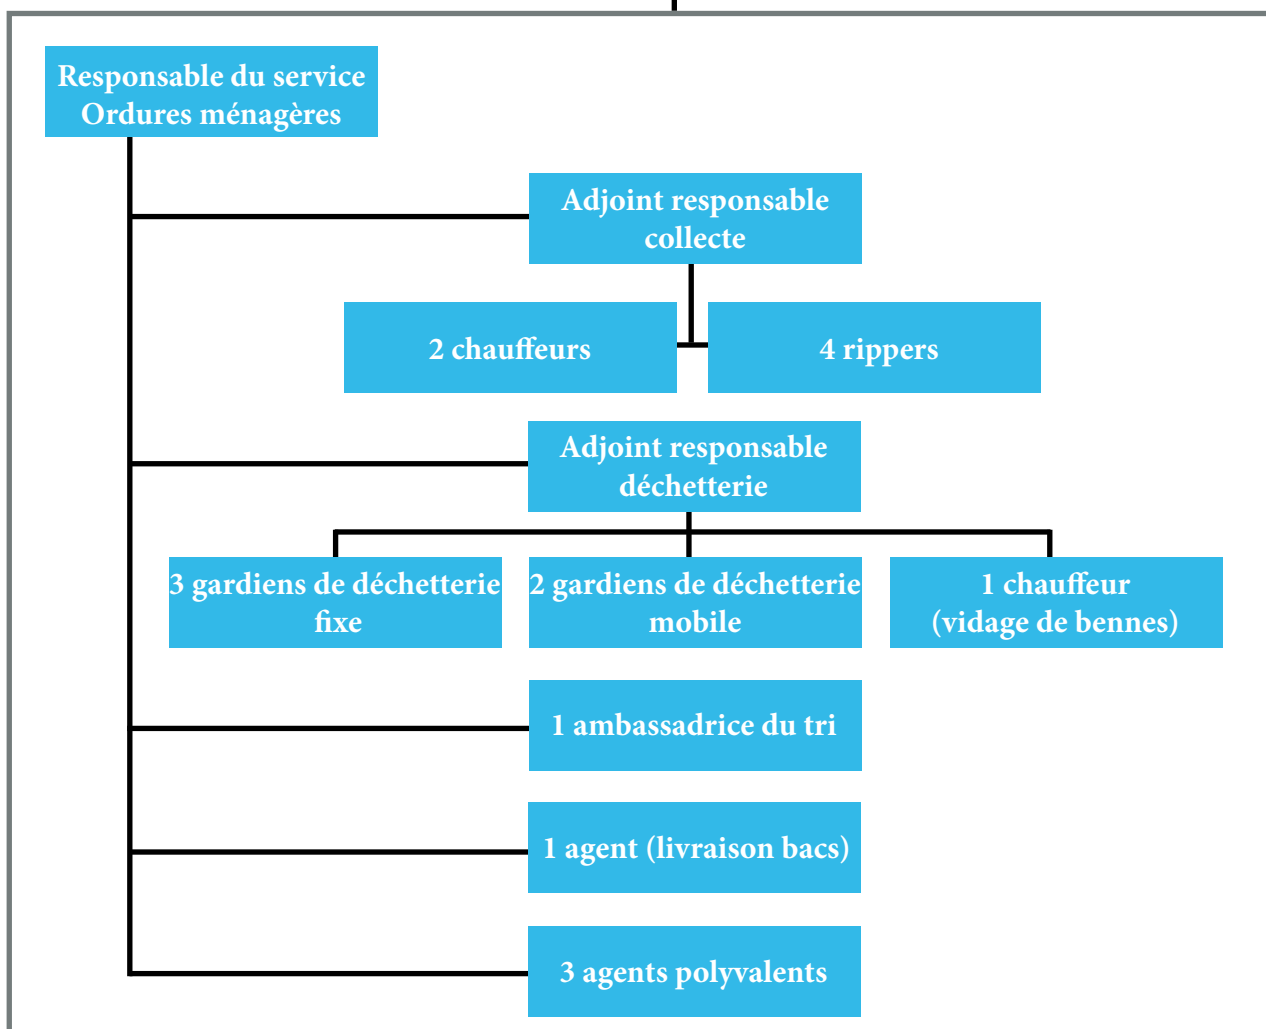 Responsable du service
Ordures ménagères
Adjoint responsable
collecte
2 chauffeurs
4 rippers
Adjoint responsable
déchetterie
3 gardiens de déchetterie
fixe
2 gardiens de déchetterie
mobile
1 chauffeur
(vidage de bennes)
1 ambassadrice du tri
1 agent (livraison bacs)
3 agents polyvalents